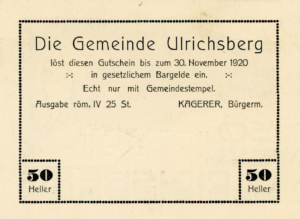 Die Gemeinde Ulrichsberg
löst diesen Gutschein bis zum 30. November 1920
in gesetzlichem Bargelde ein.
Echt nur mit Gemeindestempel.
Ausgabe röm. IV 25 St. KAGERER, Bürgerm.
50 50
Heller Heller